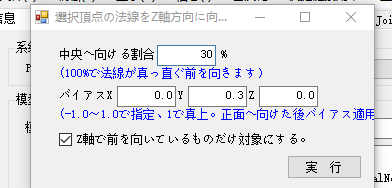 選択頂点の法線をZ軸方向に向...
中央へ向ける割合 30 %
(100%で法線が真っ直ぐ前を向きます)
バイアスX 0.0 Y 0.3 Z 0.0
(-1.0～1.0で指定、1で真上。正面へ向けた後バイアス適用
Z軸で前を向いているものだけ対象にする。
実 行